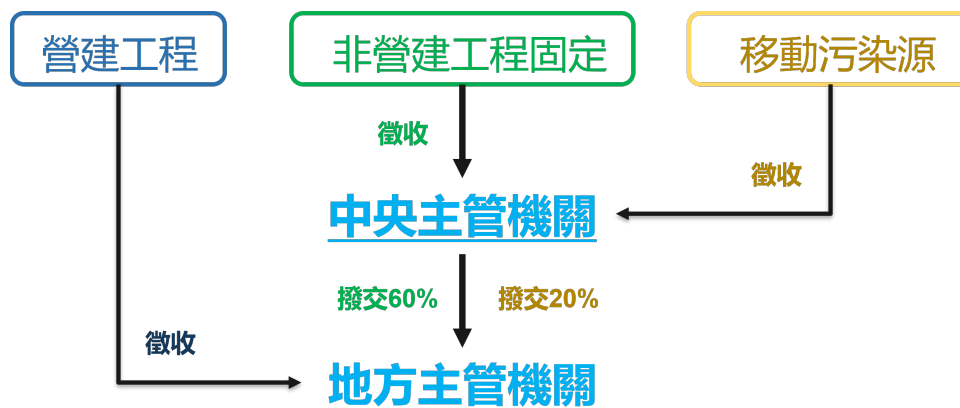 營建工程
非營建工程固定
移動污染源
徵收
徵收
中央主管機關
撥交60%
撥交20%
徵收
地方主管機關